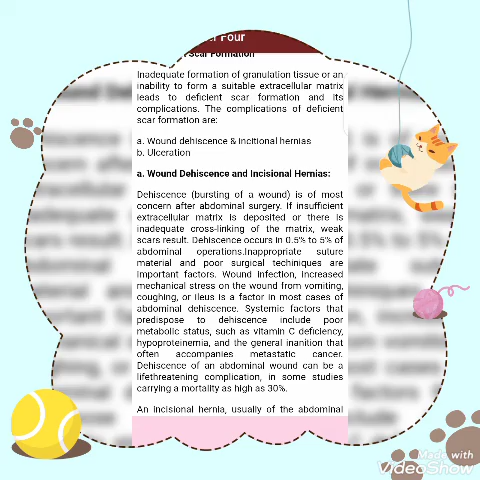 Four
Scar Formation
Inadequate formation of granulation tissue or an
inability to form a suitable extracellular matrix
leads to deficient scar formation and its
complications. The complications of deficient
scar formation are:
a. Wound dehiscence & incitional hernias
b. Ulceration
a. Wound Dehiscence and Incisional Hernias:
Dehiscence (bursting of a wound) is of most
concern after abdominal surgery. If insufficient
extracellular matrix is deposited or there is
inadequate cross-linking of the matrix, weak
scars result. Dehiscence occurs in 0.5% to 5% of
abdominal operations.Inappropriate suture
material and poor surgical techniques are
important factors. Wound infection, increased
mechanical stress on the wound from vomiting,
coughing, or ileus is a factor in most cases of
abdominal dehiscence. Systemic factors that
predispose to dehiscence include poor
metabolic status, such as vitamin C deficiency,
hypoproteinemia, and the general inanition that
often accompanies metastatic cancer.
Dehiscence of an abdominal wound can be a
lifethreatening complication, in some studies
carrying a mortality as high as 30%.
An incisional hernia, usually of the abdominal
Made with
VideoShow